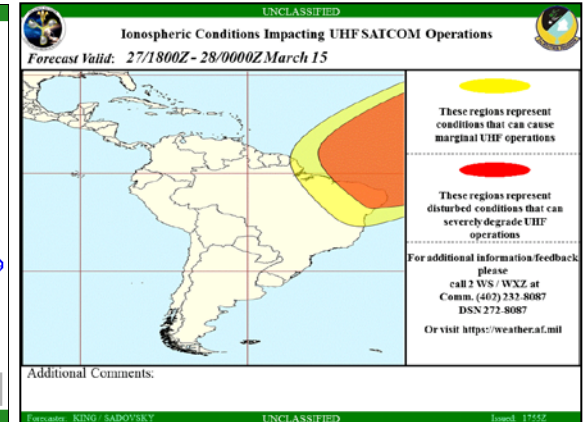 UNCLASSIFIED
Ionospheric Conditions Impacting UHF SATCOM Operations
Forecast Valid: 27/1800Z - 28/0000Z March 15
These regions represent
conditions that can cause
marginal UHF operations
These regions represent
disturbed conditions that can
severely degrade UHF
operations
For additional information/feedback
please
call 2 WS / WXZ at
Comm. (402) 232-8087
DSN 272-8087
Or visit https://weather.af.mil
Additional Comments:
Forecaster: KING / SADOVSKY
UNCLASSIFIED
Issued: 1755Z